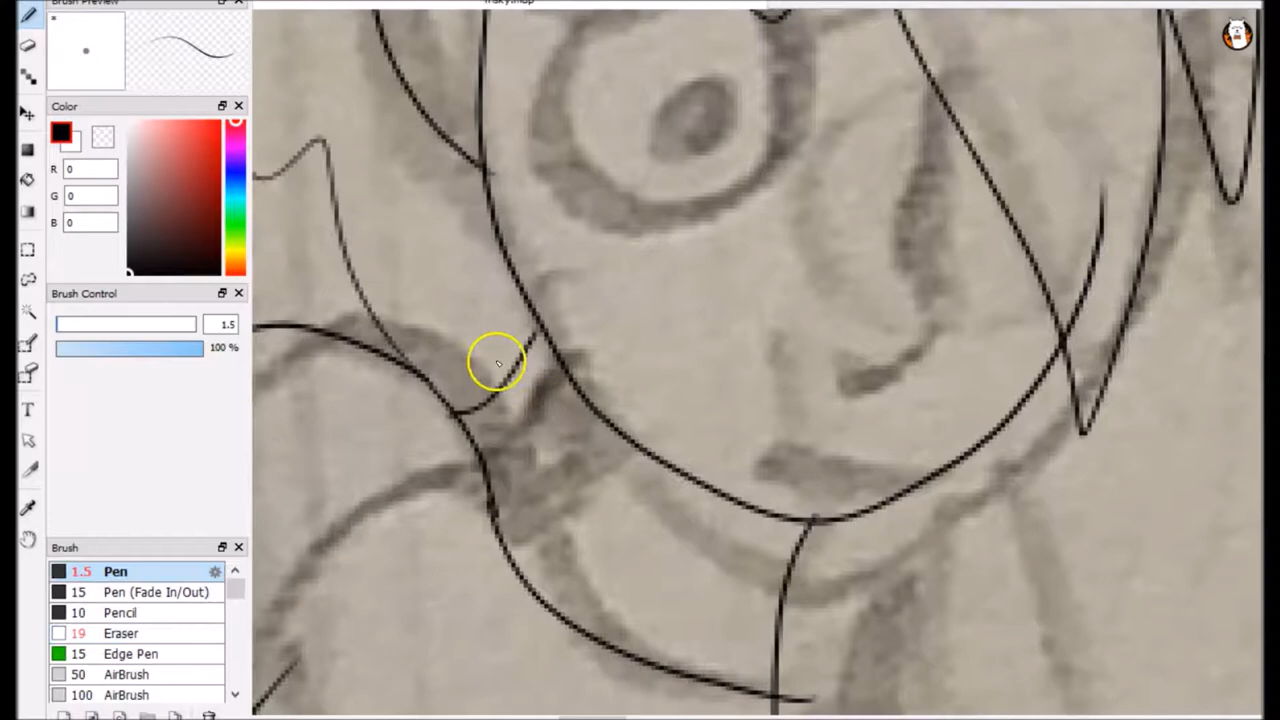 Brush Preview
*
Color
R 0
G 0
B 0
Brush Control
1.5
100 %
T
Brush
1.5 Pen
15 Pen (Fade In/Out)
10 Pencil
19 Eraser
15 Edge Pen
50 AirBrush
100 AirBrush